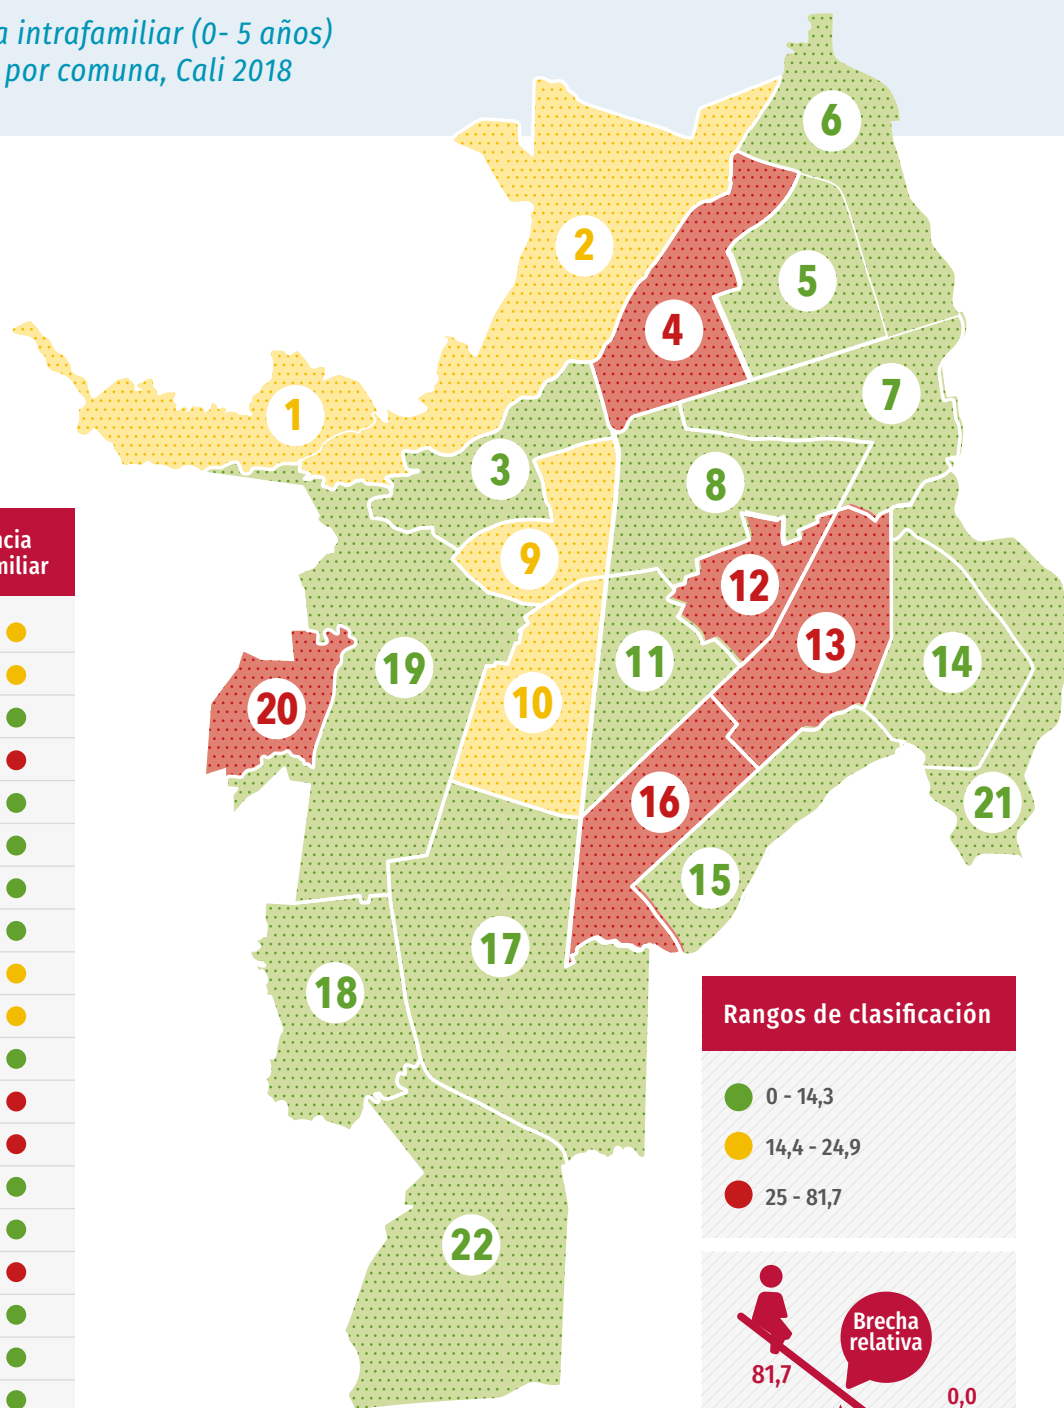 a intrafamiliar (0- 5 años)
por comuna, Cali 2018
6
2
5
4
7
1
3
8
9
12
13
11
14
19
10
20
16
21
15
17
18
22
ncia
miliar
Rangos de clasificación
0 - 14,3
14,4 - 24,9
25 - 81,7
Brecha
relativa
81,7
0,0